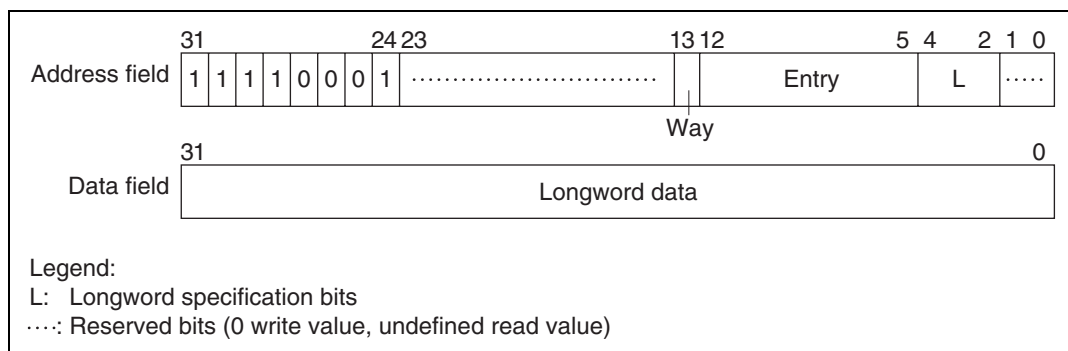 31 24 23 13 12 5 4 2 1 0
Address field 1 1 1 1 0 0 0 1 ............................................. Entry L .....
Way
31 0
Data field Longword data
Legend:
L: Longword specification bits
....: Reserved bits (0 write value, undefined read value)